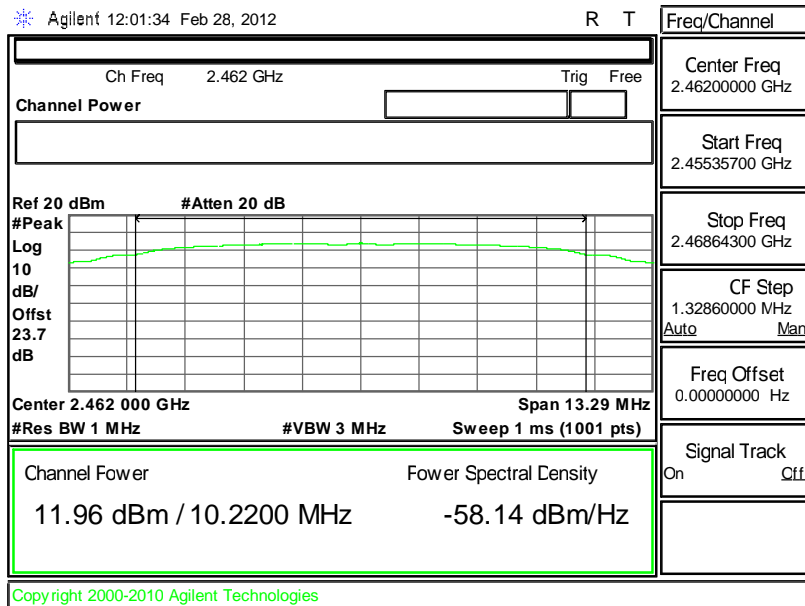 Agilent 12:01:34 Feb 28, 2012 R T
Freq/Channel
Ch Freq 2.462 GHz Trig Free
Channel Power
Center Freq
2.46200000 GHz
Start Freq
2.45535700 GHz
Stop Freq
2.46864300 GHz
CF Step
1.32860000 MHz
Auto Man
Freq Offset
0.00000000 Hz
Signal Track
On Off
Ref 20 dBm #Atten 20 dB
#Peak
Log
10
dB/
Offst
23.7
dB
Center 2.462 000 GHz Span 13.29 MHz
#Res BW 1 MHz #VBW 3 MHz Sweep 1 ms (1001 pts)
Channel Power Power Spectral Density
11.96 dBm / 10.2200 MHz -58.14 dBm/Hz
Copyright 2000-2010 Agilent Technologies